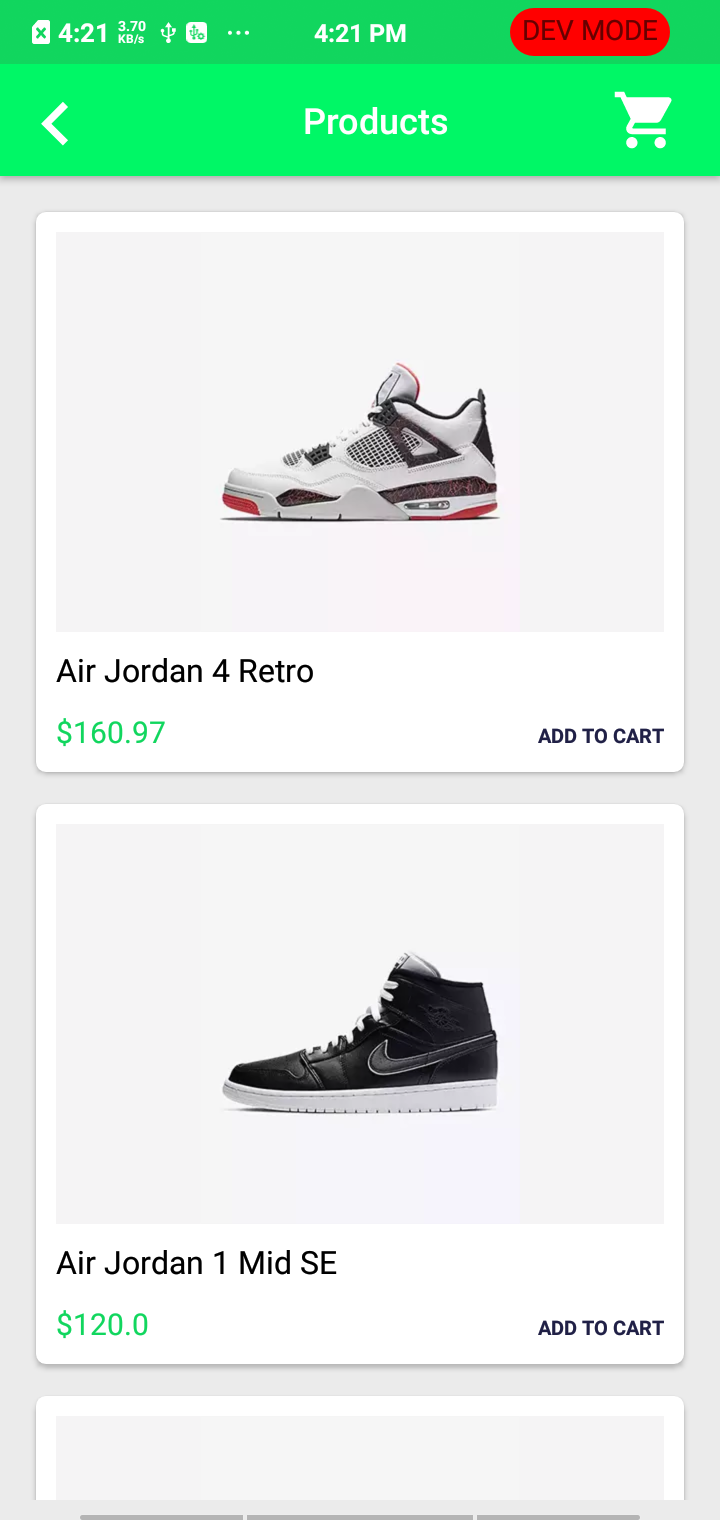 4:21 3.70 KB/s 4:21 PM DEV MODE
Products
Air Jordan 4 Retro
$160.97 ADD TO CART
Air Jordan 1 Mid SE
$120.0 ADD TO CART